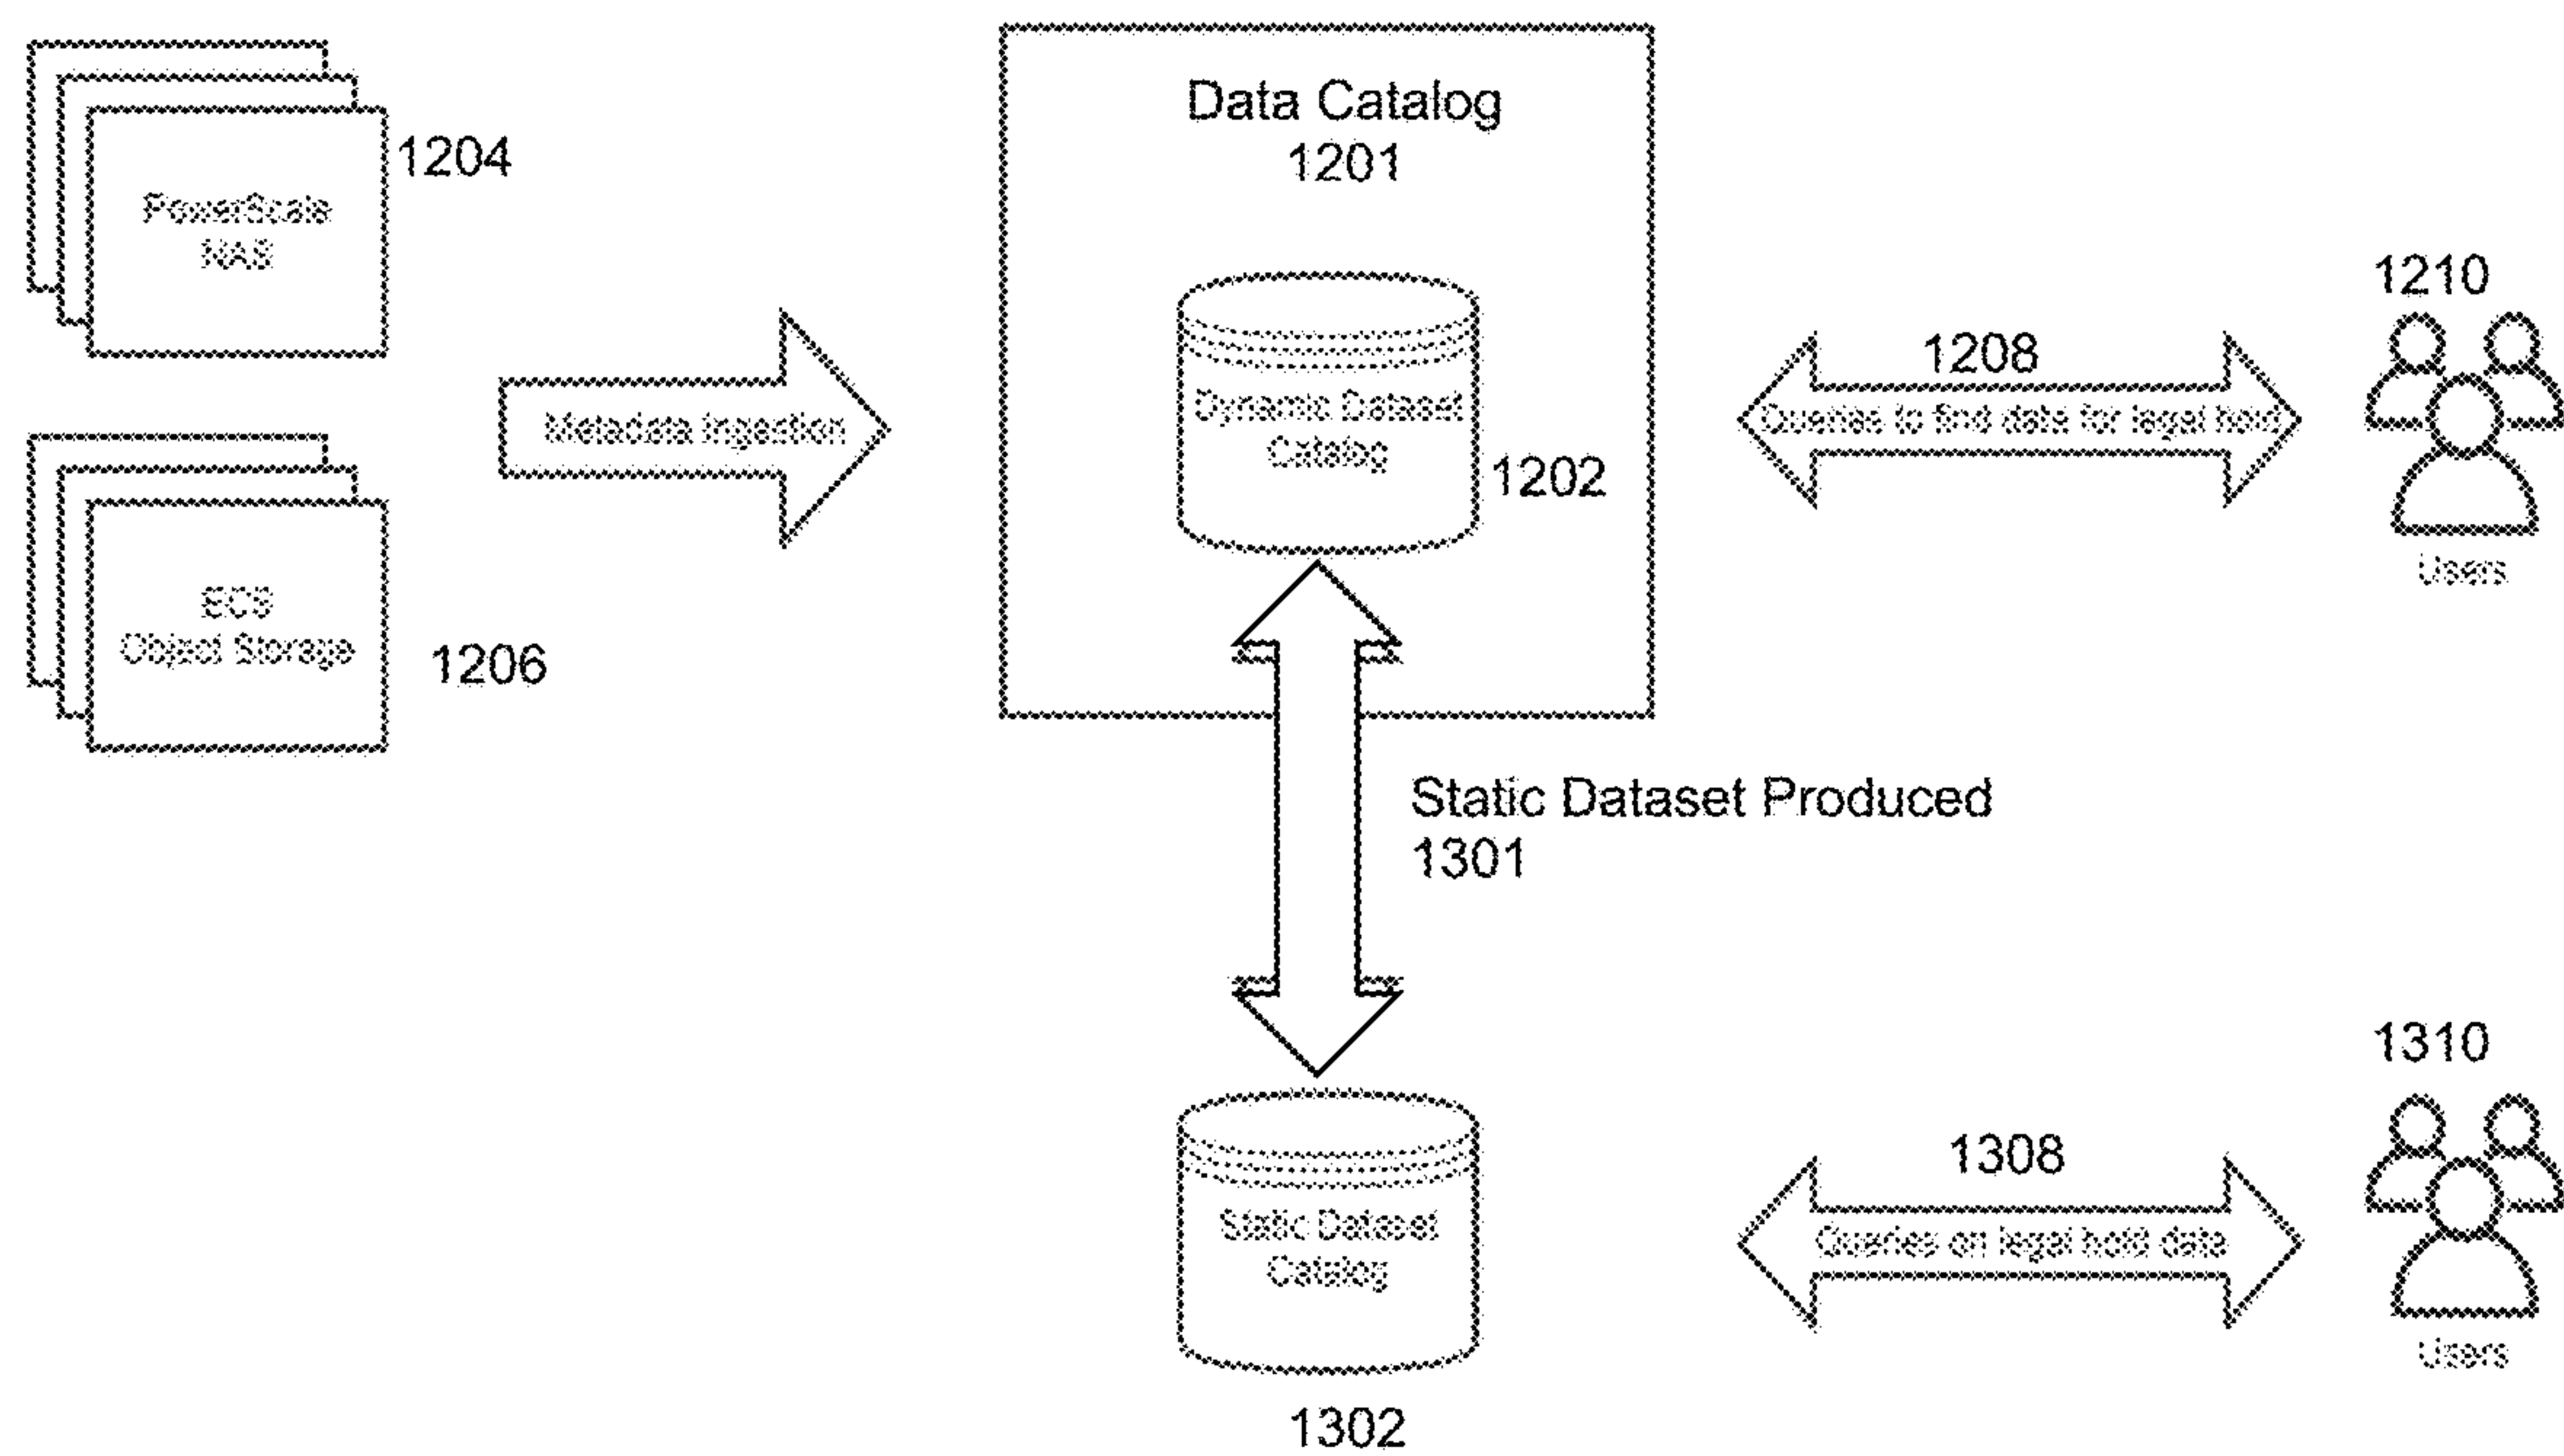 1204
PowerScale
NAS
ECS
Object Storage
1206
Metadata Ingestion
Data Catalog
1201
Dynamic Dataset
Catalog
1202
1208
Queries to find data for legal hold
1210
Users
Static Dataset Produced
1301
Static Dataset
Catalog
1302
1308
Queries on legal hold data
1310
Users